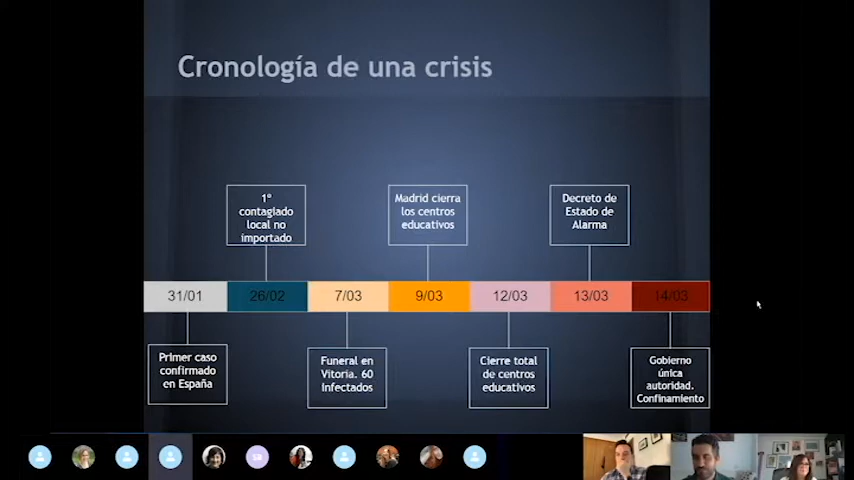 Cronología de una crisis
1º
contagiado
local no
importado
Madrid cierra
los centros
educativos
Decreto de
Estado de
Alarma
31/01
26/02
7/03
9/03
12/03
13/03
14/03
Primer caso
confirmado
en España
Funeral en
Vitoria. 60
Infectados
Cierre total
de centros
educativos
Gobierno
única
autoridad.
Confinamiento